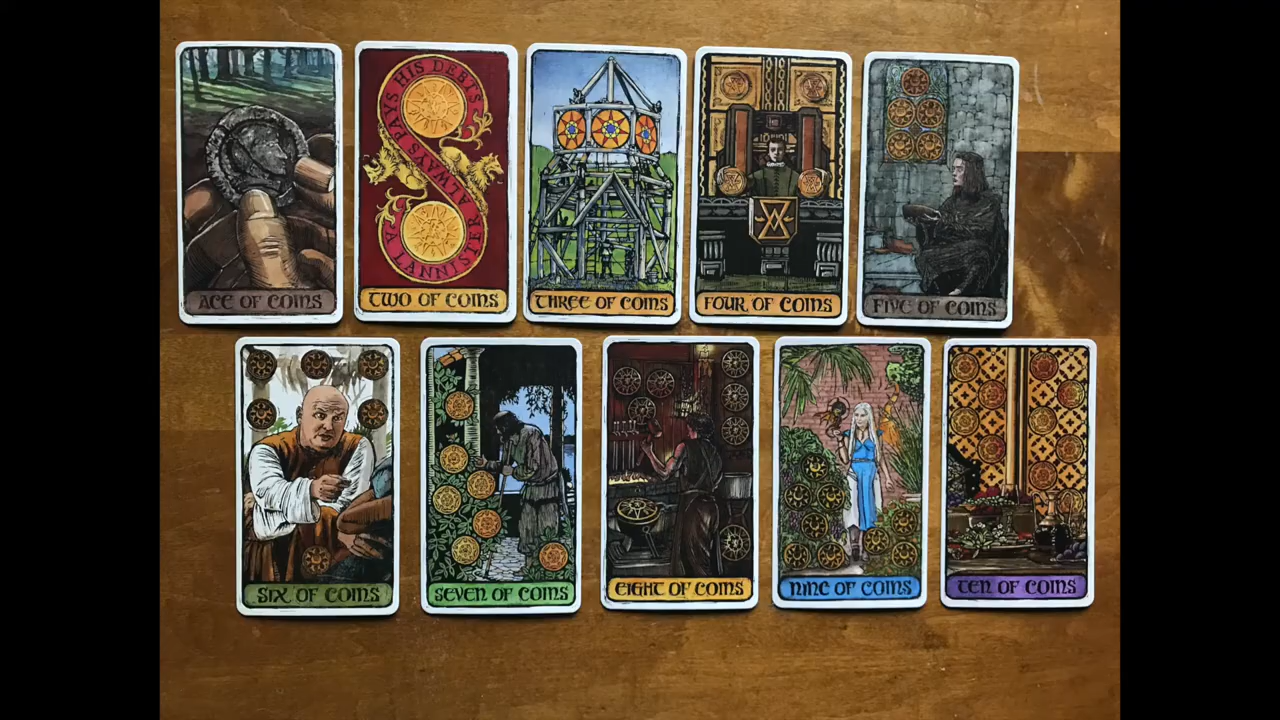 A LANNISTER ALWAYS PAYS HIS DEBTS
ACE OF COINS
TWO OF COINS
THREE OF COINS
FOUR OF COINS
FIVE OF COINS
SIX OF COINS
SEVEN OF COINS
EIGHT OF COINS
NINE OF COINS
TEN OF COINS